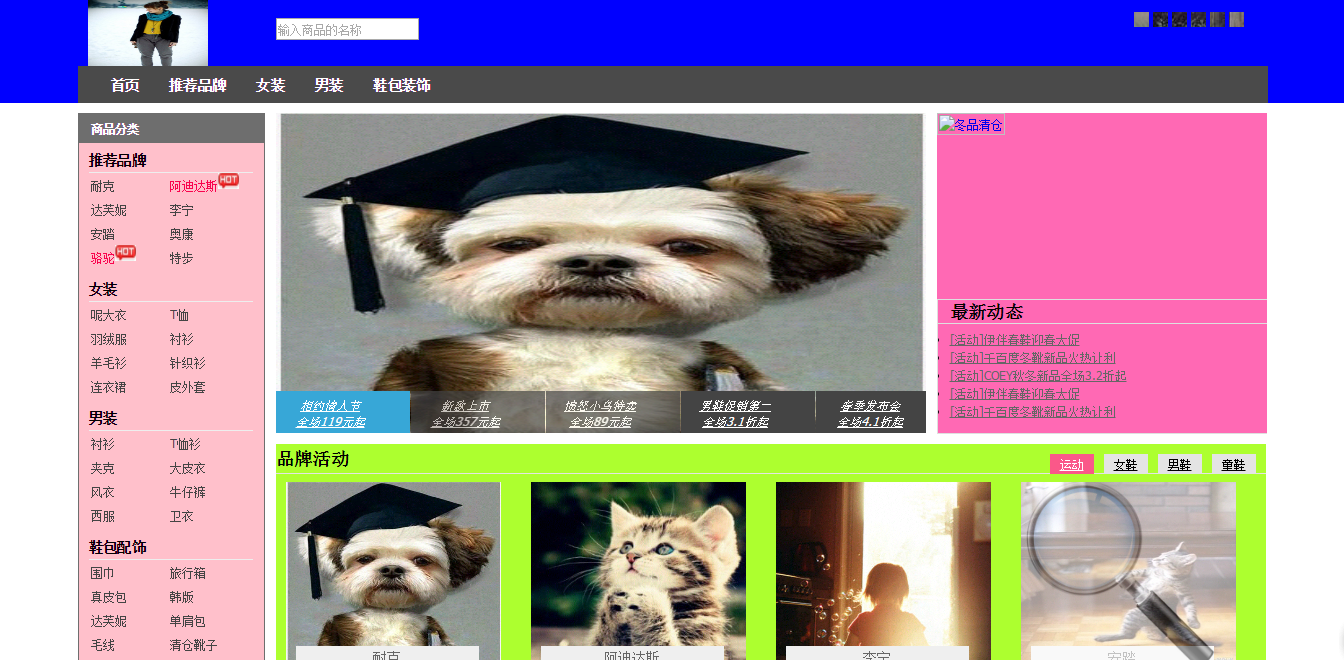 输入商品的名称
首页 推荐品牌 女装 男装 鞋包装饰
商品分类
推荐品牌
耐克 阿迪达斯 HOT
达芙妮 李宁
安踏 奥康
骆驼 HOT 特步
女装
呢大衣 T恤
羽绒服 衬衫
羊毛衫 针织衫
连衣裙 皮外套
男装
衬衫 T恤衫
夹克 大皮衣
风衣 牛仔裤
西服 卫衣
鞋包配饰
围巾 旅行箱
真皮包 韩版
达芙妮 单肩包
毛线 清仓靴子
相约情人节
全场119元起
新款上市
全场357元起
愤怒小鸟特卖
全场89元起
男鞋促销第一
全场3.1折起
春季发布会
全场4.1折起
冬品清仓
最新动态
[活动]伊伴春鞋迎春大促
[活动]千百度冬靴新品火热让利
[活动]COEY秋冬新品全场3.2折起
[活动]伊伴春鞋迎春大促
[活动]千百度冬靴新品火热让利
品牌活动
运动 女鞋 男鞋 童鞋
耐克
阿迪达斯
李宁
安踏